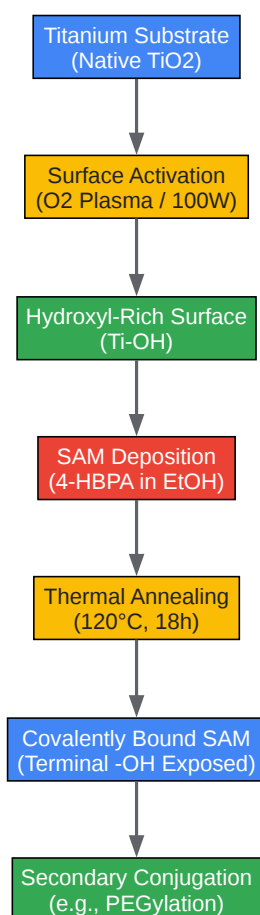 Titanium Substrate
(Native TiO2)
Surface Activation
(O2 Plasma / 100W)
Hydroxyl-Rich Surface
(Ti-OH)
SAM Deposition
(4-HBPA in EtOH)
Thermal Annealing
(120°C, 18h)
Covalently Bound SAM
(Terminal -OH Exposed)
Secondary Conjugation
(e.g., PEGylation)